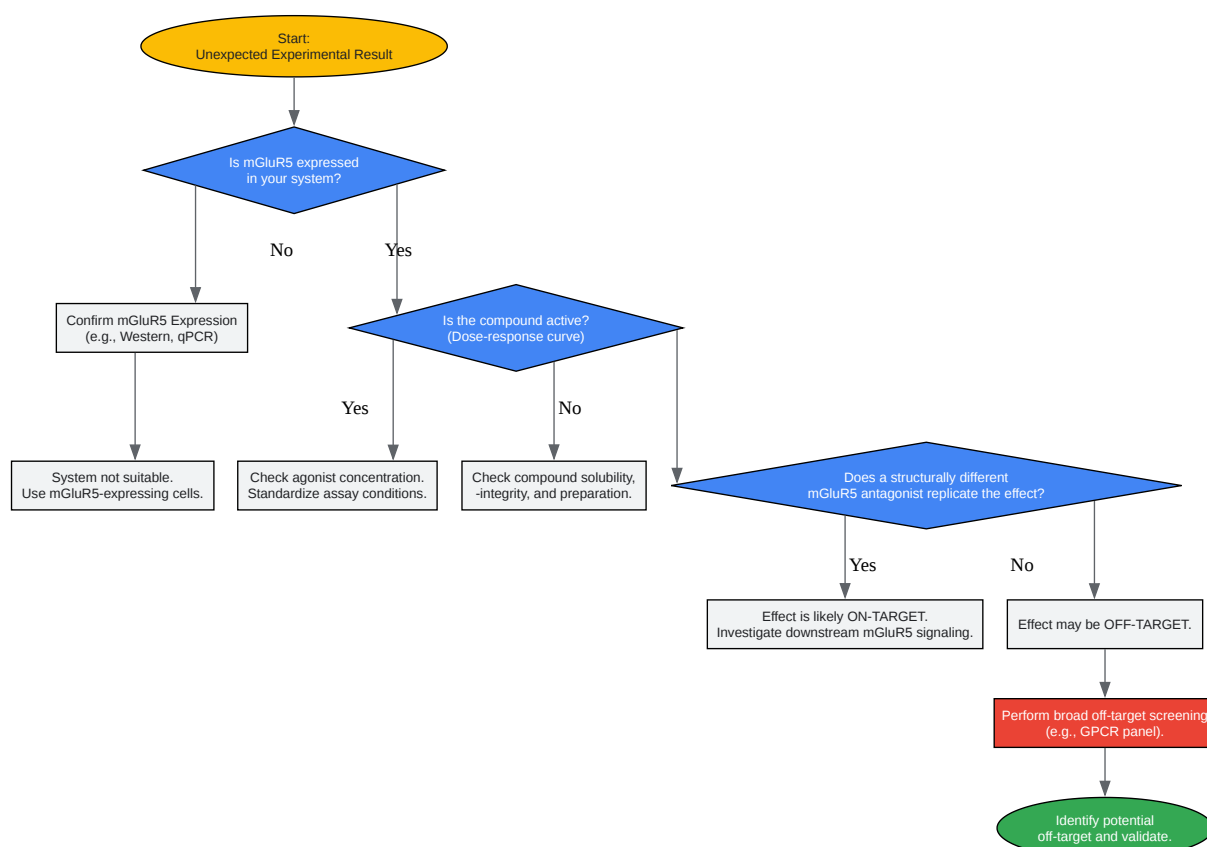 Start:
Unexpected Experimental Result
Is mGluR5 expressed
in your system?
No
Yes
Confirm mGluR5 Expression
(e.g., Western, qPCR)
Is the compound active?
(Dose-response curve)
Yes
No
System not suitable.
Use mGluR5-expressing cells.
Check agonist concentration.
Standardize assay conditions.
Check compound solubility,
-integrity, and preparation.
Does a structurally different
mGluR5 antagonist replicate the effect?
Yes
No
Effect is likely ON-TARGET.
Investigate downstream mGluR5 signaling.
Effect may be OFF-TARGET.
Perform broad off-target screening
(e.g., GPCR panel).
Identify potential
off-target and validate.